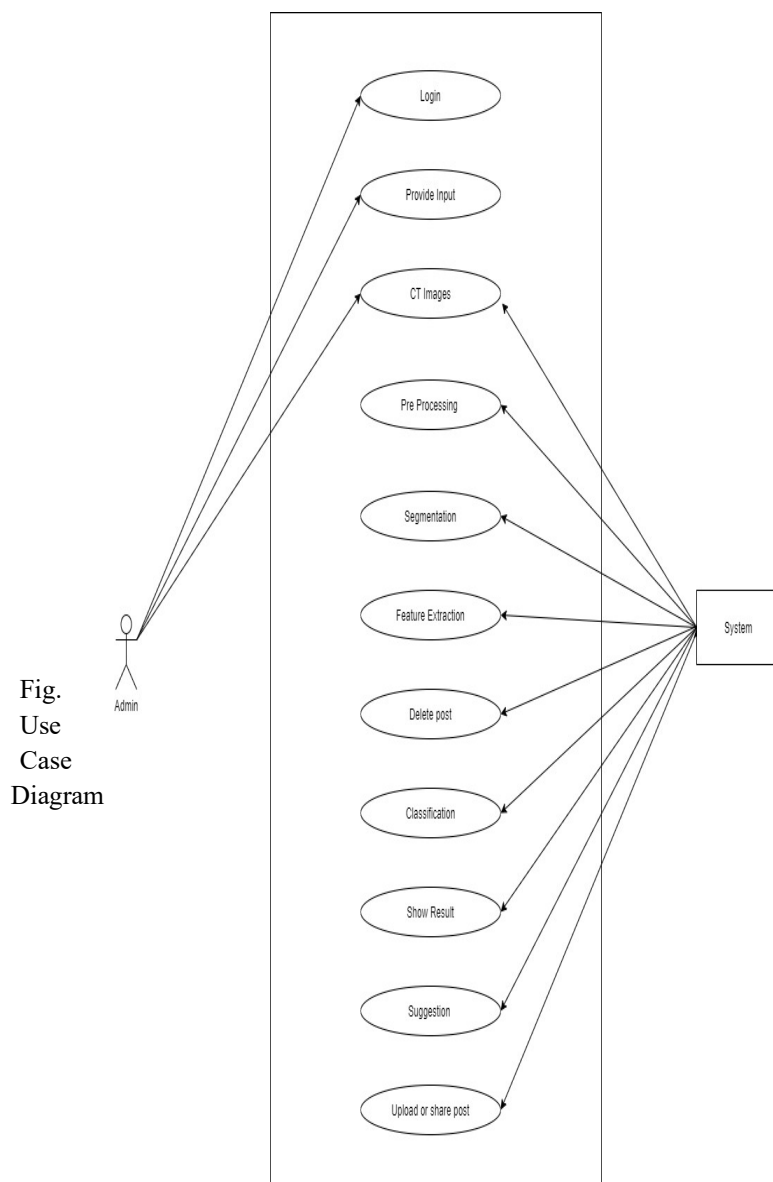 Login
Provide Input
CT Images
Pre Processing
Segmentation
Feature Extraction
System
Admin
Fig.
Use
Case
Diagram
Delete post
Classification
Show Result
Suggestion
Upload or share post